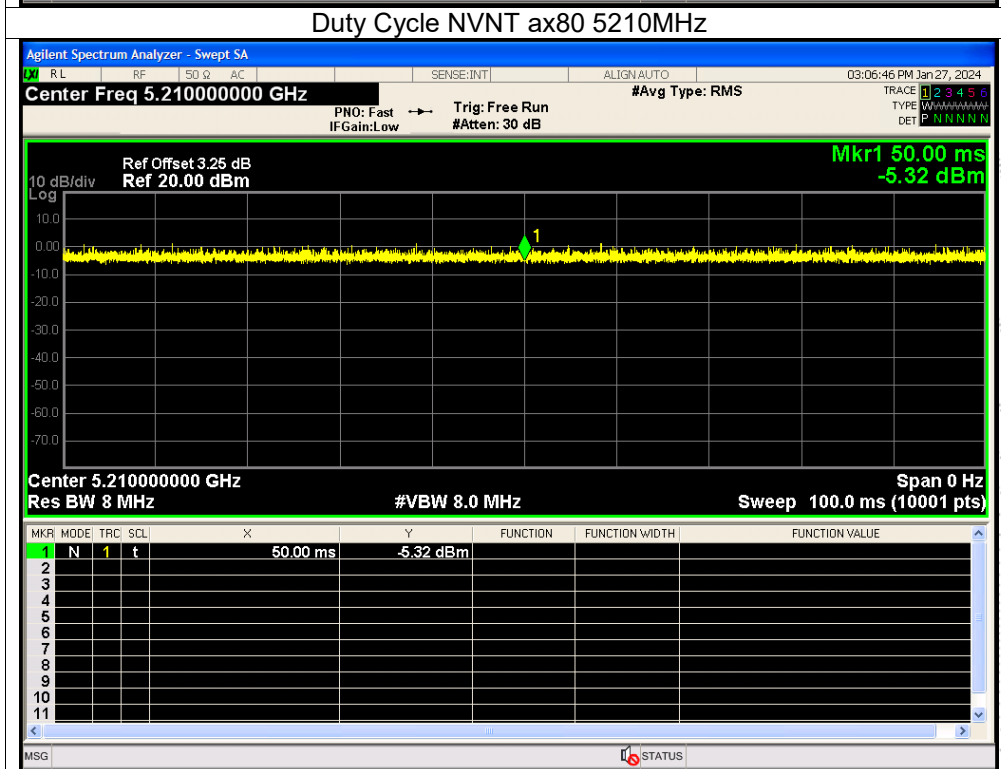 Duty Cycle NVNT ax80 5210MHz
Agilent Spectrum Analyzer - Swept SA
LXI RL RF 50 Ω AC SENSE:INT ALIGN AUTO 03:06:46 PM Jan 27, 2024
Center Freq 5.210000000 GHz #Avg Type: RMS TRACE 1 2 3 4 5 6
PNO: Fast Trig: Free Run TYPE WWWWWW
IFGain:Low #Atten: 30 dB DET P N N N N N
Mkr1 50.00 ms
Ref Offset 3.25 dB
10 dB/div Ref 20.00 dBm -5.32 dBm
Log
10.0
1
0.00
-10.0
-20.0
-30.0
-40.0
-50.0
-60.0
-70.0
Center 5.210000000 GHz Span 0 Hz
Res BW 8 MHz #VBW 8.0 MHz Sweep 100.0 ms (10001 pts)
MKR MODE TRC SCL X Y FUNCTION FUNCTION WIDTH FUNCTION VALUE
1 N 1 t 50.00 ms -5.32 dBm
2
3
4
5
6
7
8
9
10
11
MSG STATUS